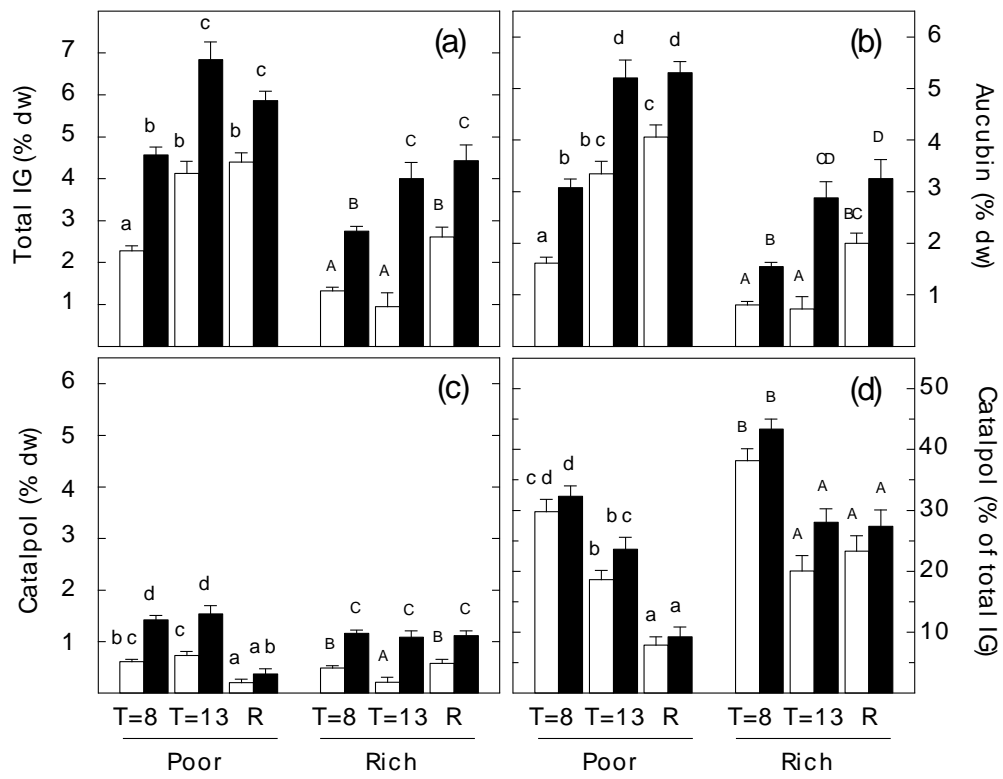 (a)
Total IG (% dw)
7
6
5
4
3
2
1
a b b c b c
A B A C B C
(b)
Aucubin (% dw)
6
5
4
3
2
1
a b b c d c d
A B A CD BC D
(c)
Catalpol (% dw)
6
5
4
3
2
1
b c d c d a a b
B C A C B C
(d)
Catalpol (% of total IG)
50
40
30
20
10
c d d b b c a a
B B A A A A
T=8 T=13 R T=8 T=13 R
Poor Rich
T=8 T=13 R T=8 T=13 R
Poor Rich